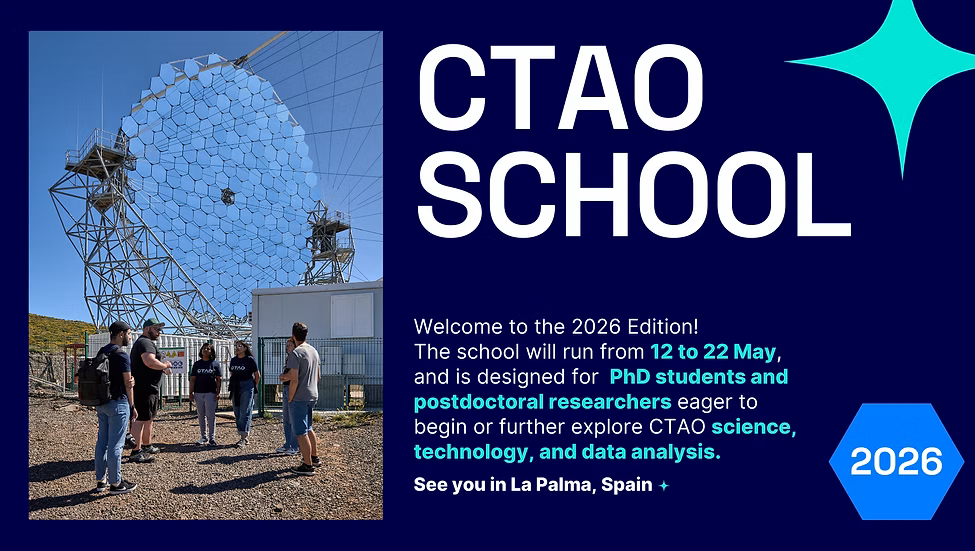 CTAO
SCHOOL
Welcome to the 2026 Edition!
The school will run from 12 to 22 May,
and is designed for PhD students and
postdoctoral researchers eager to
begin or further explore CTAO science,
technology, and data analysis.
See you in La Palma, Spain
2026
CTAO
CTAO